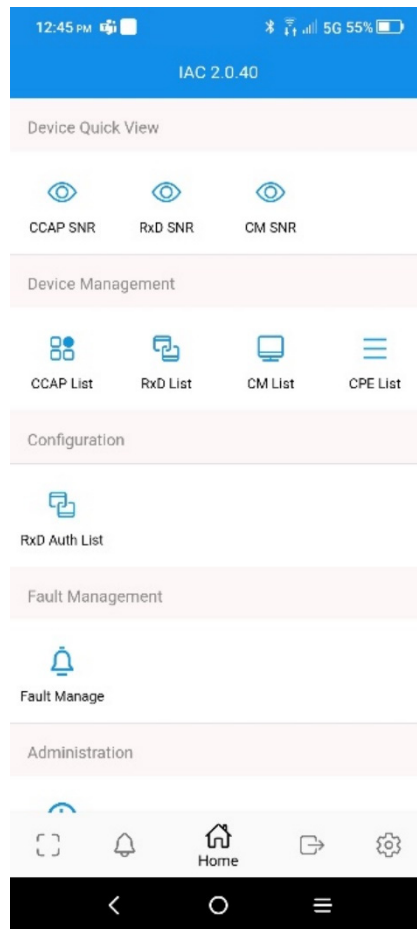 12:45 PM 5G 55%
IAC 2.0.40
Device Quick View
CCAP SNR RxD SNR CM SNR
Device Management
CCAP List RxD List CM List CPE List
Configuration
RxD Auth List
Fault Management
Fault Manage
Administration
Home